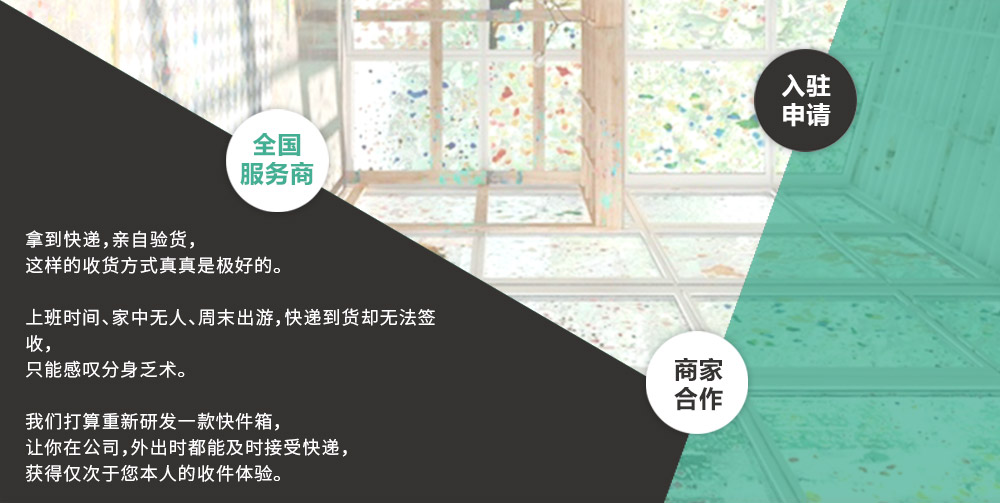 入驻
申请
全国
服务商
拿到快递,亲自验货,
这样的收货方式真真是极好的。
上班时间、家中无人、周末出游,快递到货却无法签
收,
只能感叹分身乏术。
商家
合作
我们打算重新研发一款快件箱,
让你在公司,外出时都能及时接受快递,
获得仅次于您本人的收件体验。